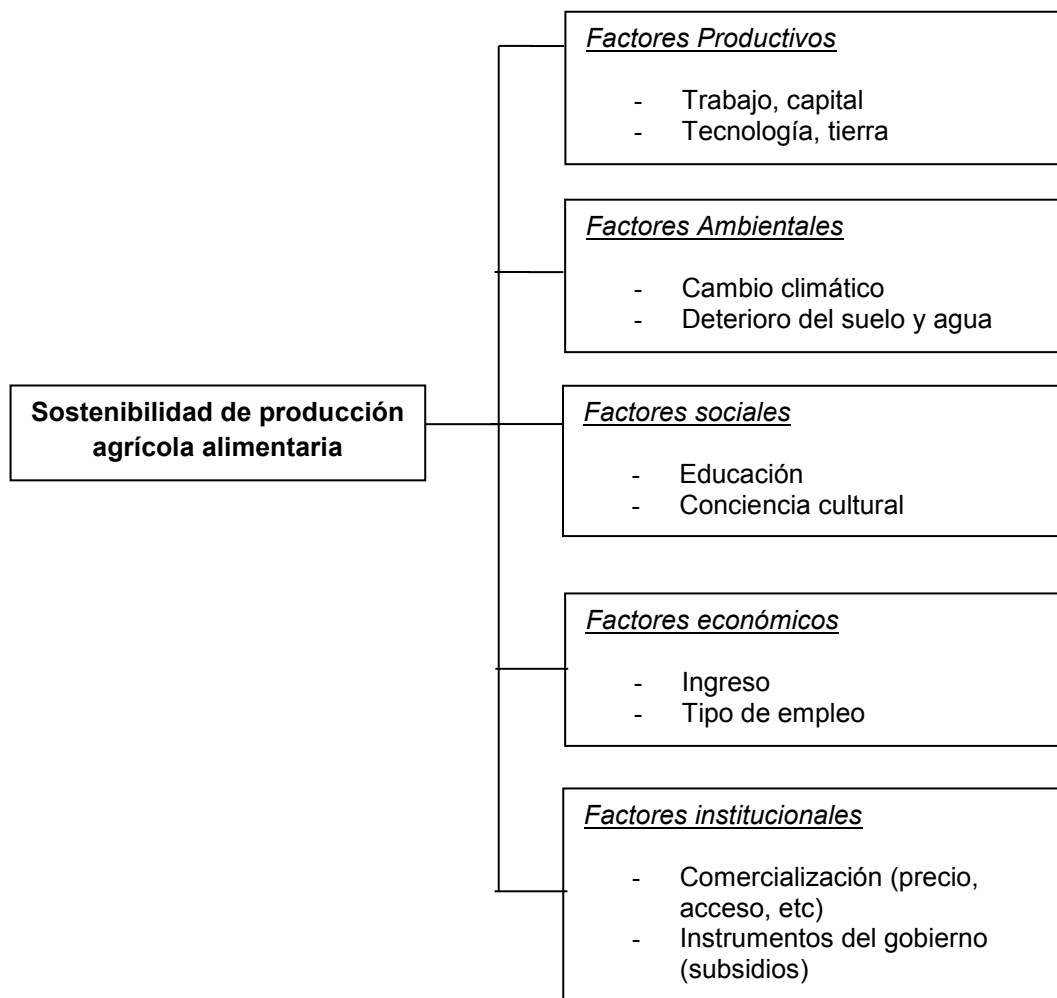 Factores Productivos
- Trabajo, capital
- Tecnología, tierra
Factores Ambientales
- Cambio climático
- Deterioro del suelo y agua
Sostenibilidad de producción
agrícola alimentaria
Factores sociales
- Educación
- Conciencia cultural
Factores económicos
- Ingreso
- Tipo de empleo
Factores institucionales
- Comercialización (precio,
acceso, etc)
- Instrumentos del gobierno
(subsidios)